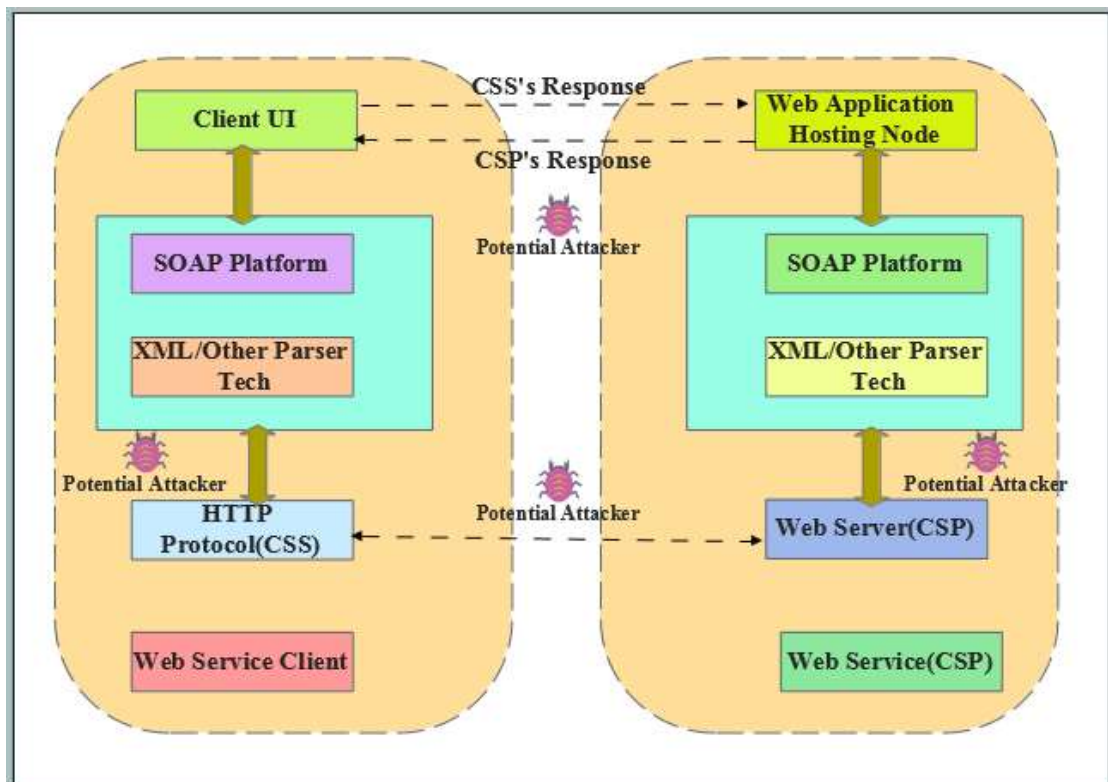 CSS's Response
Client UI
Web Application
Hosting Node
CSP's Response
Potential Attacker
SOAP Platform
SOAP Platform
XML/Other Parser
Tech
XML/Other Parser
Tech
Potential Attacker
Potential Attacker
Potential Attacker
HTTP
Protocol(CSS)
Web Server(CSP)
Web Service Client
Web Service(CSP)